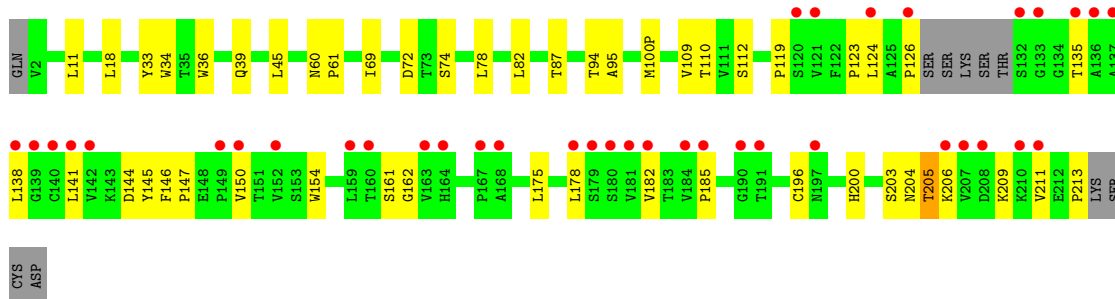 GLN V2 L11 L18 Y33 W34 T35 W36 Q39 L45 N60 P61 I69 D72 T73 S74 L78 L82 T87 T94 A95 M100P V109 T110 V111 S112 P119 S120 V121 F122 P123 L124 A125 P126 SER SER LYS SER THR S132 G133 G134 T135 A136 A137
L138 G139 C140 L141 V142 K143 D144 Y145 F146 P147 E148 P149 V150 T151 V152 S153 W154 L159 T160 S161 G162 V163 H164 P167 A168 L175 L178 S179 S180 V181 V182 T183 V184 P185 G190 T191 C196 N197 H200 S203 N204 T205 K206 V207 D208 K209 K210 V211 E212 P213 LYS SER
CYS ASP